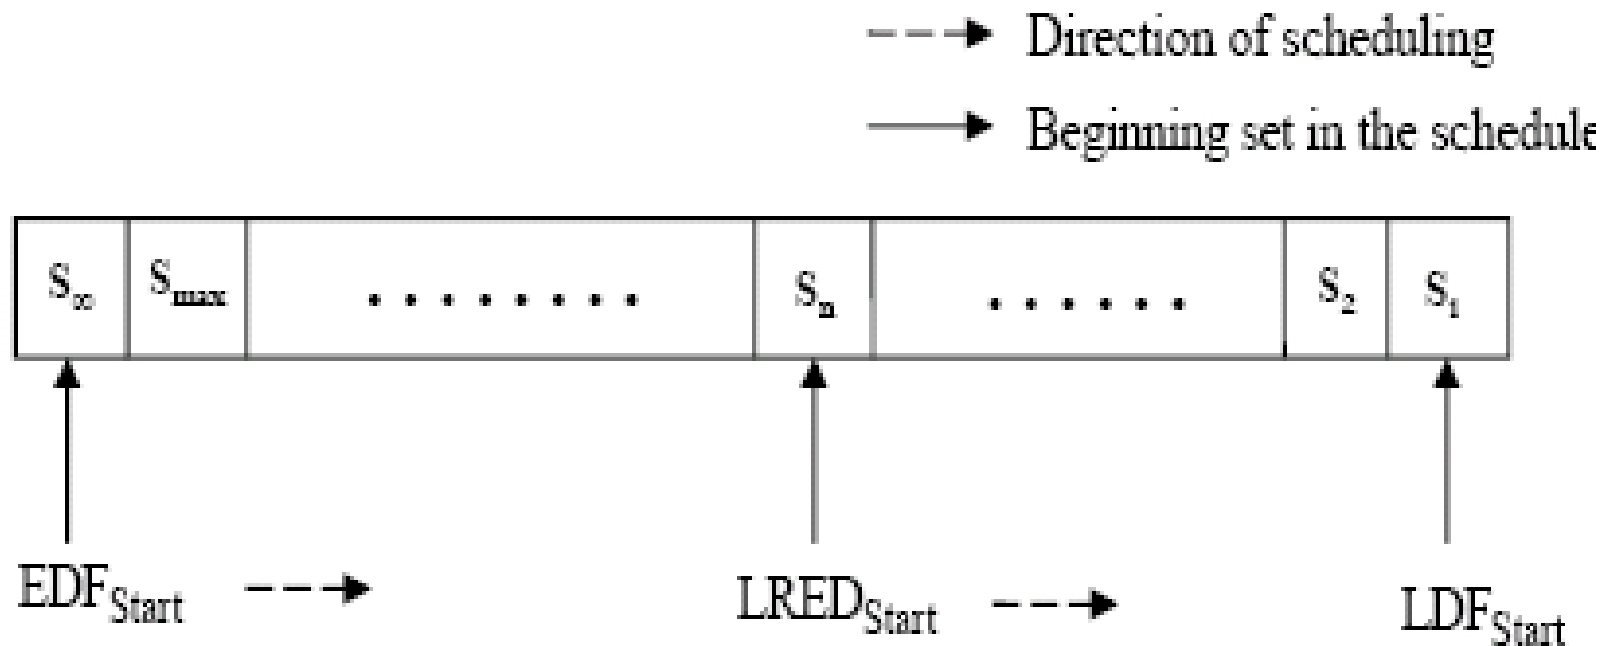 Direction of scheduling
Beginning set in the schedule
S∞ Smax ........ Sn ...... S2 S1
EDFStart LREDStart LDFStart